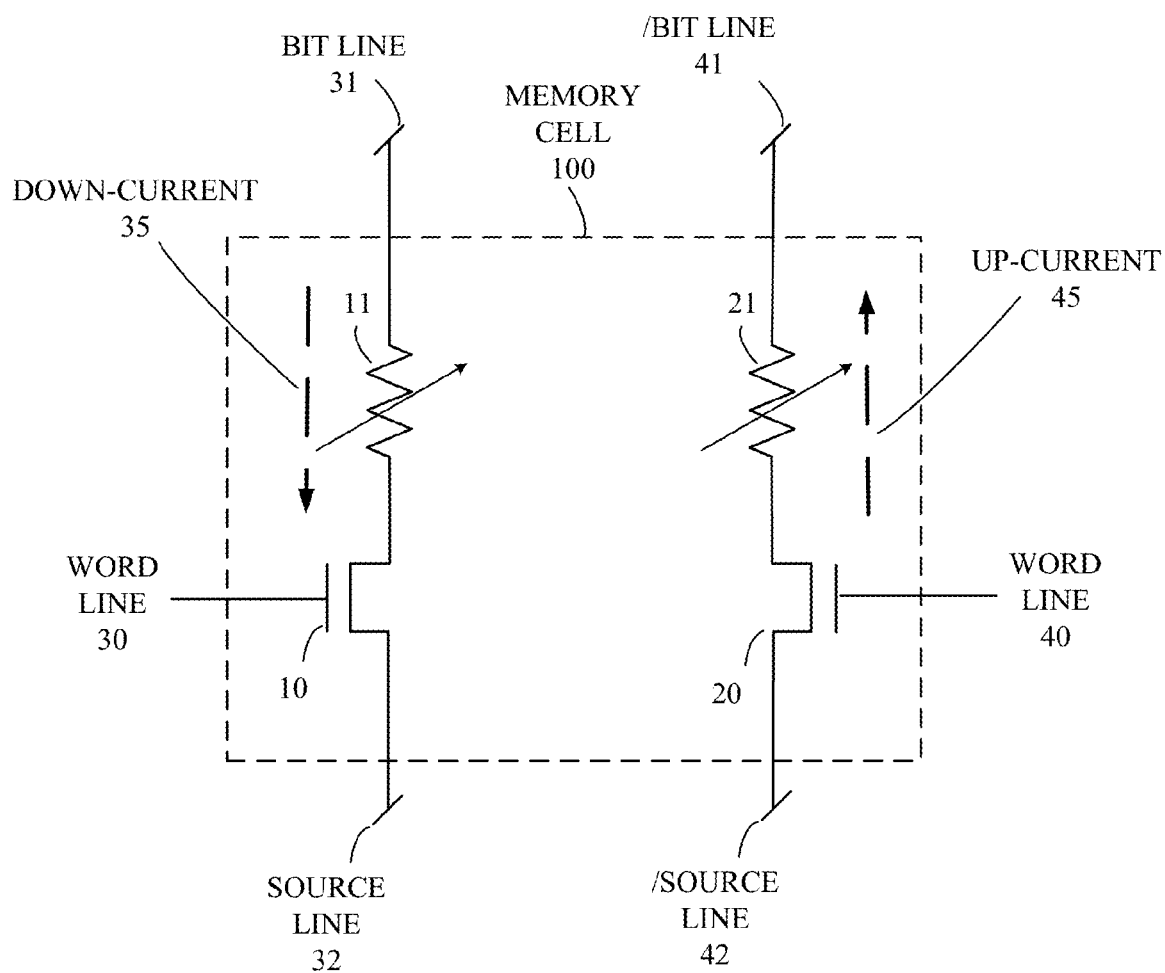 BIT LINE
31
/BIT LINE
41
MEMORY
CELL
100
DOWN-CURRENT
35
UP-CURRENT
45
11
21
WORD
LINE
30
WORD
LINE
40
10
20
SOURCE
LINE
32
/SOURCE
LINE
42